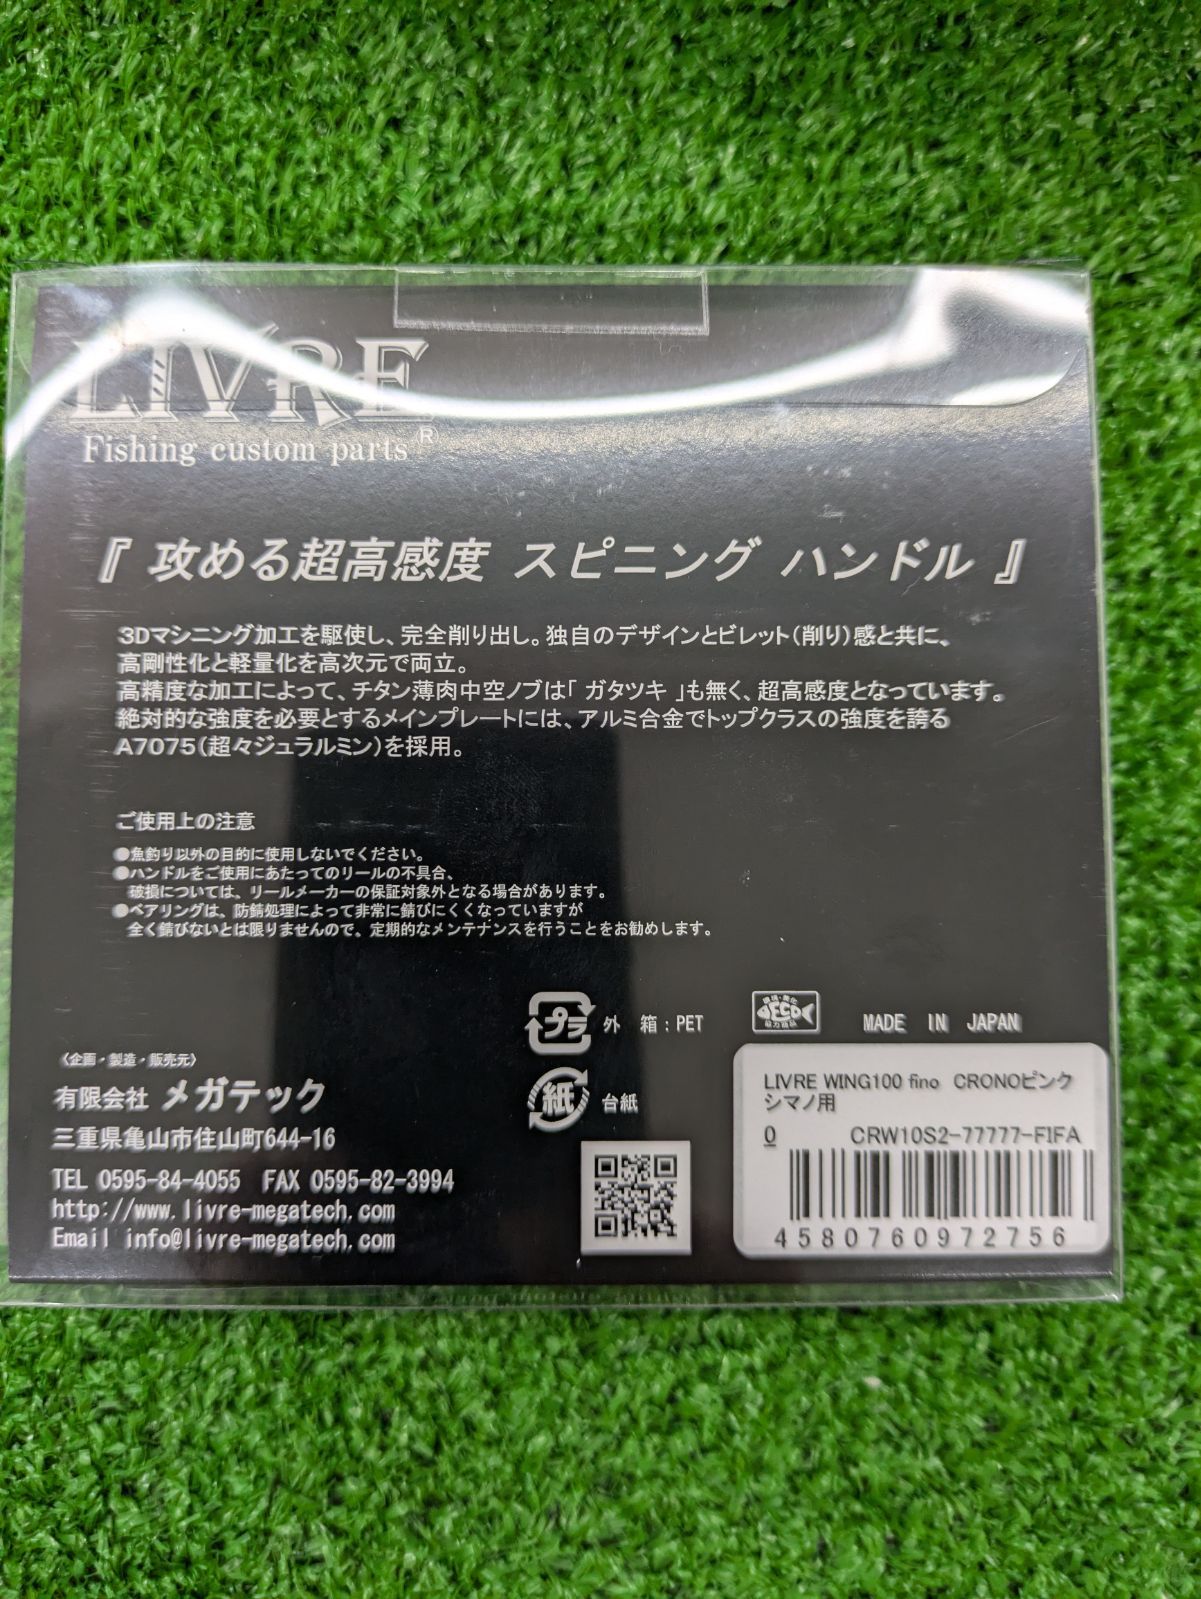 LIVRE
Fishing custom parts®
『 攻める超高感度 スピニング ハンドル 』
3Dマシニング加工を駆使し、完全削り出し。独自のデザインとビレット(削り)感と共に、
高剛性化と軽量化を高次元で両立。
高精度な加工によって、チタン薄肉中空ノブは「 ガタツキ 」も無く、超高感度となっています。
絶対的な強度を必要とするメインプレートには、アルミ合金でトップクラスの強度を誇る
A7075(超々ジュラルミン)を採用。
ご使用上の注意
●魚釣り以外の目的に使用しないでください。
●ハンドルをご使用にあたってのリールの不具合、
破損については、リールメーカーの保証対象外となる場合があります。
●ベアリングは、防錆処理によって非常に錆びにくくなっていますが
全く錆びないとは限りませんので、定期的なメンテナンスを行うことをお勧めします。
プラ 外 箱：PET
紙 台紙
環境・美化
ECO
協力商品
MADE IN JAPAN
〈企画・製造・販売元〉
有限会社 メガテック
三重県亀山市住山町644-16
TEL 0595-84-4055 FAX 0595-82-3994
http://www.livre-megatech.com
Email info@livre-megatech.com
LIVRE WING100 fino CRONOピンク
シマノ用
0 CRW10S2-77777-FIFA
4580760972756